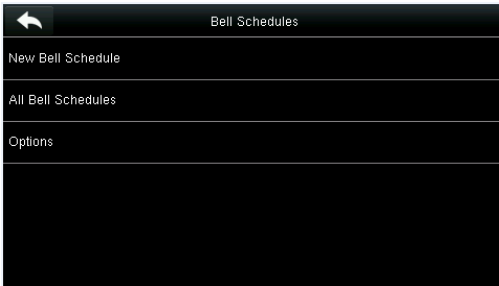 Bell Schedules
New Bell Schedule
All Bell Schedules
Options